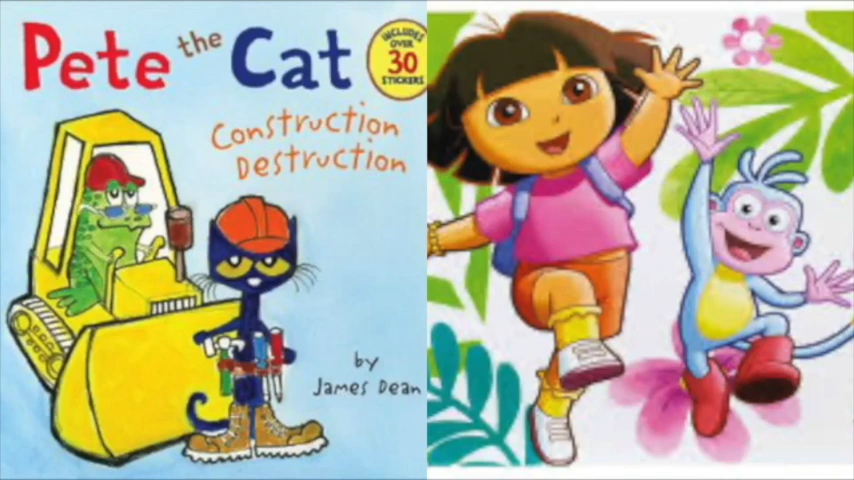 Pete the Cat
INCLUDES
OVER
30
STICKERS
Construction
Destruction
by
James Dean